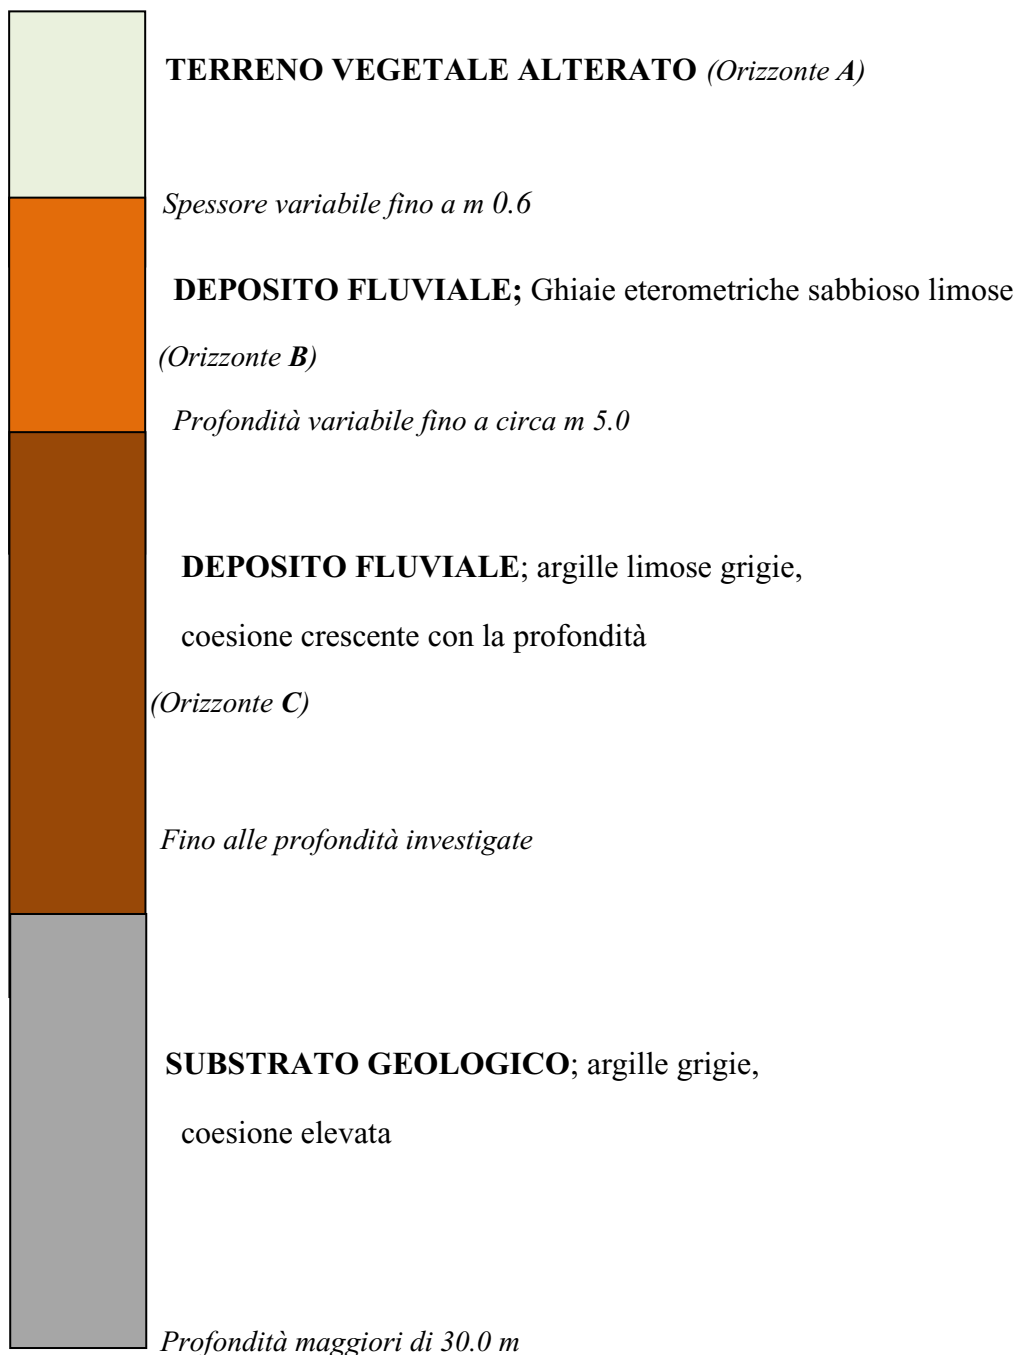 TERRENO VEGETALE ALTERATO (Orizzonte A)
Spessore variabile fino a m 0.6
DEPOSITO FLUVIALE; Ghiaie eterometriche sabbioso limose
(Orizzonte B)
Profondità variabile fino a circa m 5.0
DEPOSITO FLUVIALE; argille limose grigie,
coesione crescente con la profondità
(Orizzonte C)
Fino alle profondità investigate
SUBSTRATO GEOLOGICO; argille grigie,
coesione elevata
Profondità maggiori di 30.0 m